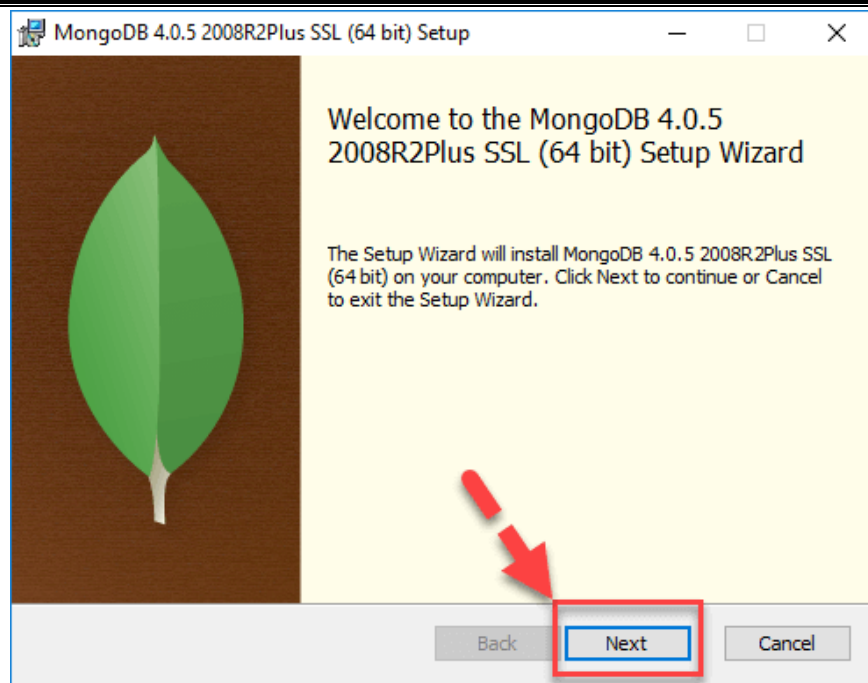 MongoDB 4.0.5 2008R2Plus SSL (64 bit) Setup
Welcome to the MongoDB 4.0.5
2008R2Plus SSL (64 bit) Setup Wizard
The Setup Wizard will install MongoDB 4.0.5 2008R2Plus SSL
(64 bit) on your computer. Click Next to continue or Cancel
to exit the Setup Wizard.
Back Next Cancel